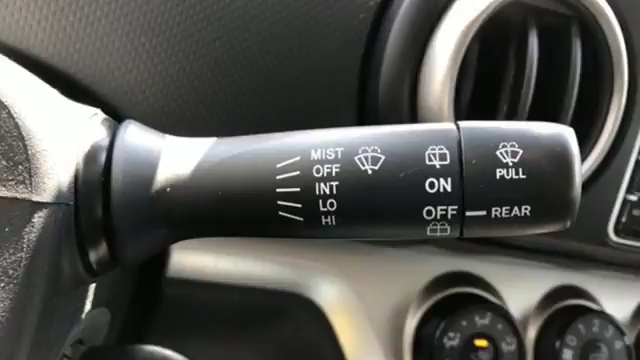 MIST
OFF
INT
LO
HI
ON
OFF
PULL
REAR